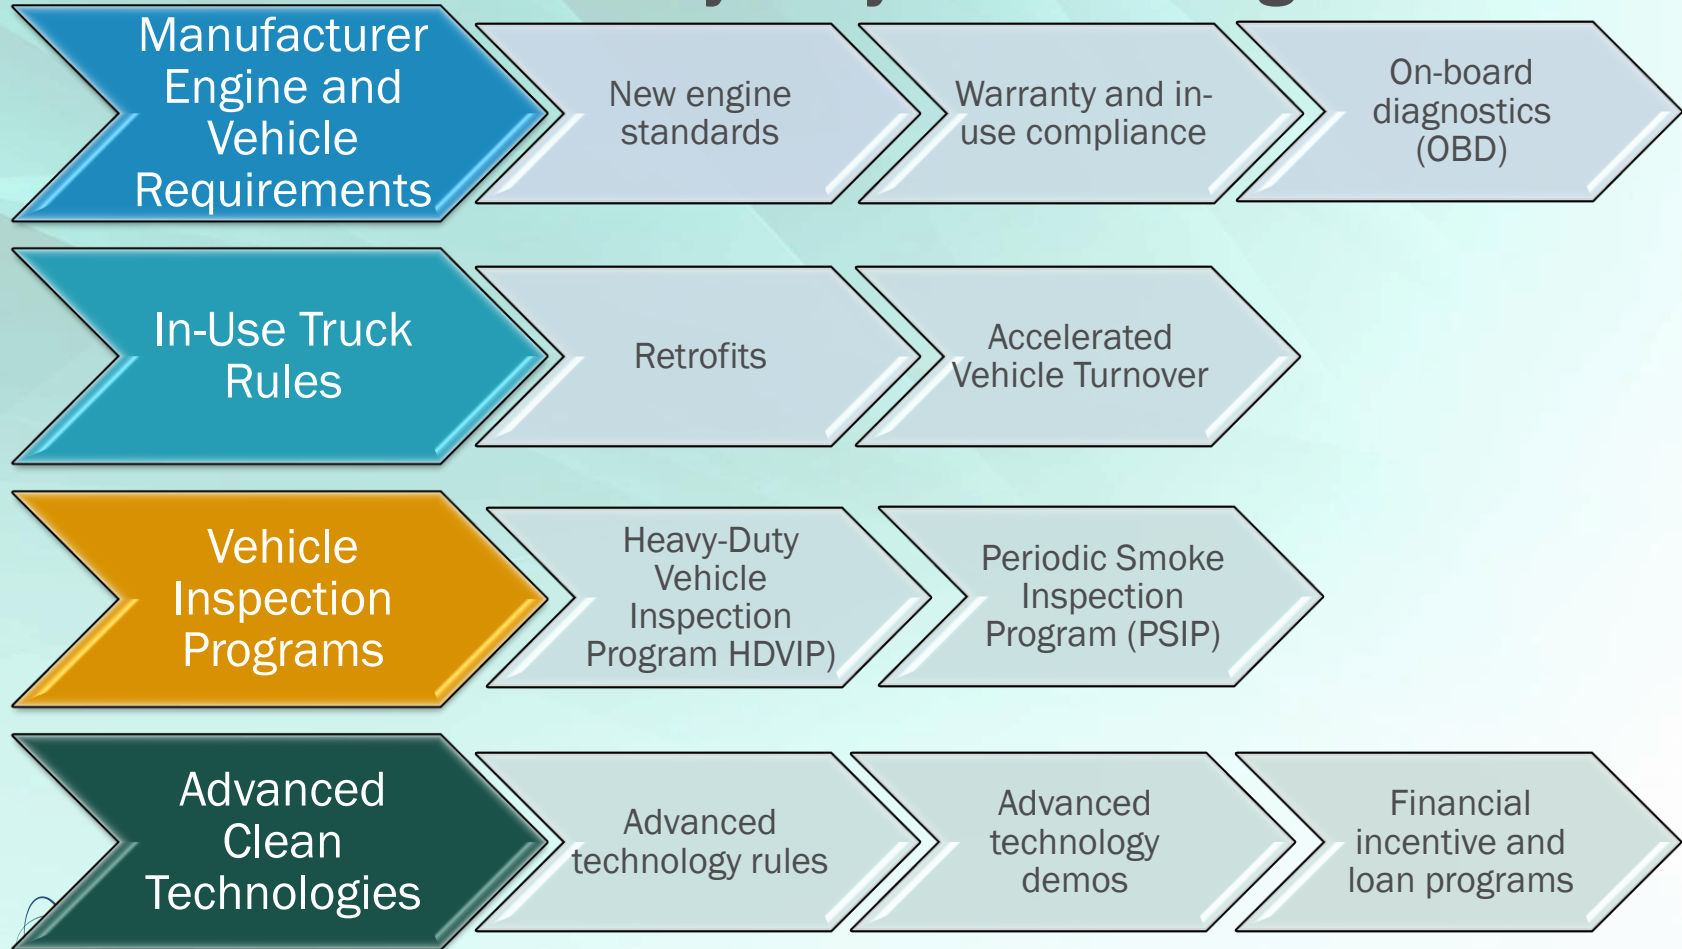 Manufacturer
Engine and
Vehicle
Requirements
New engine
standards
Warranty and in-
use compliance
On-board
diagnostics
(OBD)
In-Use Truck
Rules
Retrofits
Accelerated
Vehicle Turnover
Vehicle
Inspection
Programs
Heavy-Duty
Vehicle
Inspection
Program HDVIP)
Periodic Smoke
Inspection
Program (PSIP)
Advanced
Clean
Technologies
Advanced
technology rules
Advanced
technology
demos
Financial
incentive and
loan programs